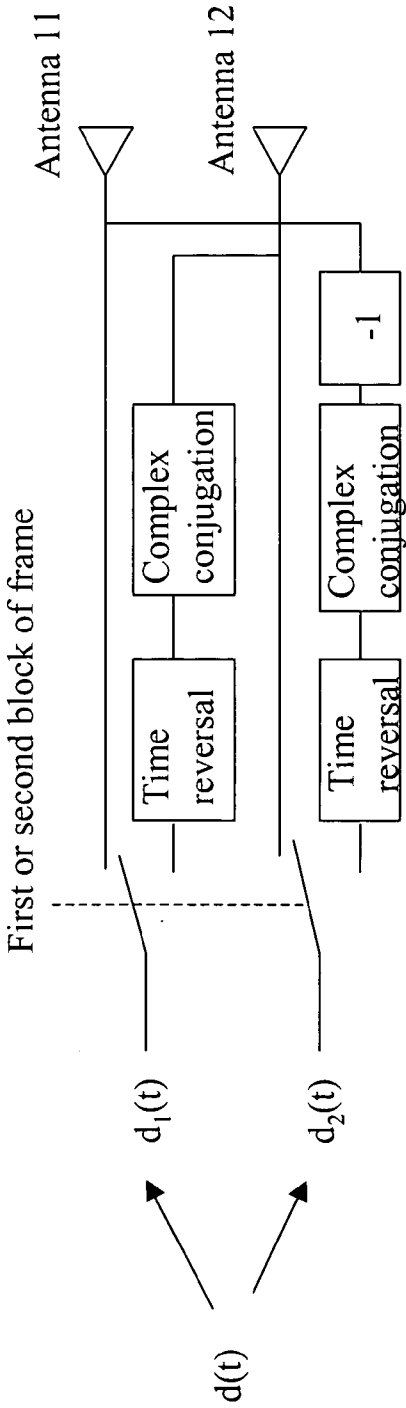 First or second block of frame
d(t)
d₁(t)
d₂(t)
Time
reversal
Complex
conjugation
Antenna 11
Time
reversal
Complex
conjugation
-1
Antenna 12